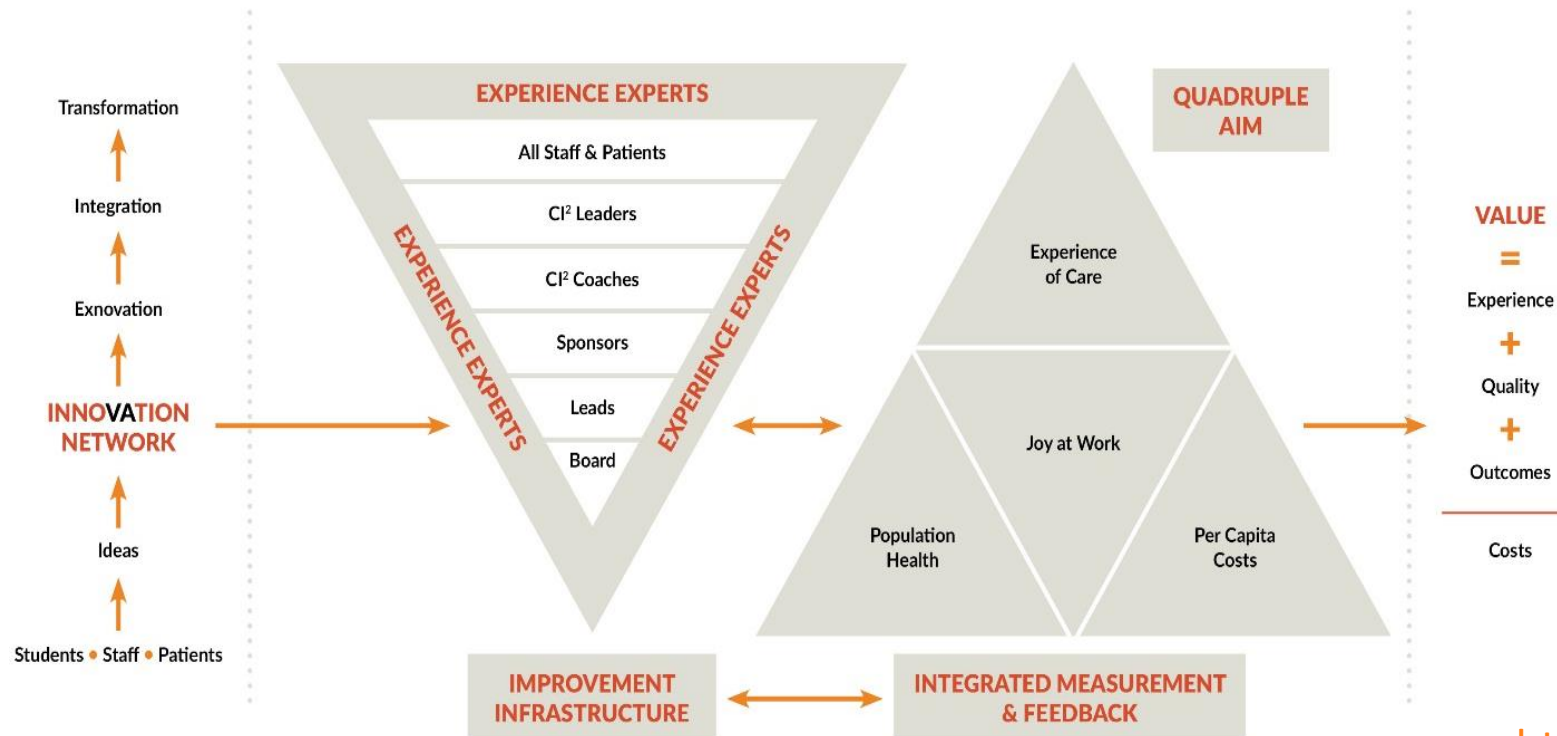 Transformation
Integration
Exnovation
INNOVATION
NETWORK
Ideas
Students • Staff • Patients
EXPERIENCE EXPERTS
All Staff & Patients
CI² Leaders
CI² Coaches
Sponsors
Leads
Board
EXPERIENCE EXPERTS
EXPERIENCE EXPERTS
IMPROVEMENT
INFRASTRUCTURE
QUADRUPLE
AIM
Experience
of Care
Joy at Work
Population
Health
Per Capita
Costs
INTEGRATED MEASUREMENT
& FEEDBACK
VALUE
=
Experience
+
Quality
+
Outcomes
Costs